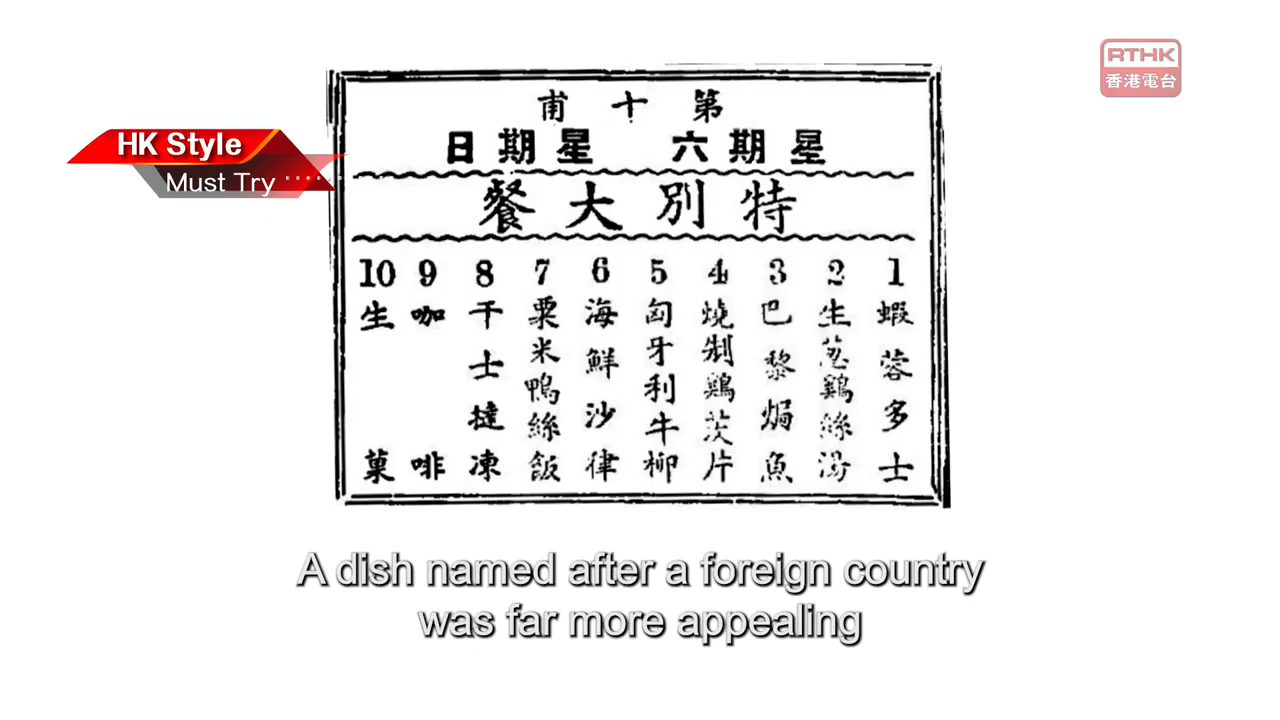 RTHK
香港電台
HK Style
Must Try
第十甫
星期六 星期日
特別大餐
1 蝦蓉多士
2 生葱鷄絲湯
3 巴黎焗魚
4 燒制鷄茨片
5 匈牙利牛柳
6 海鮮沙律
7 粟米鴨絲飯
8 干士撻凍
9 咖啡
10 生菓
A dish named after a foreign country
was far more appealing